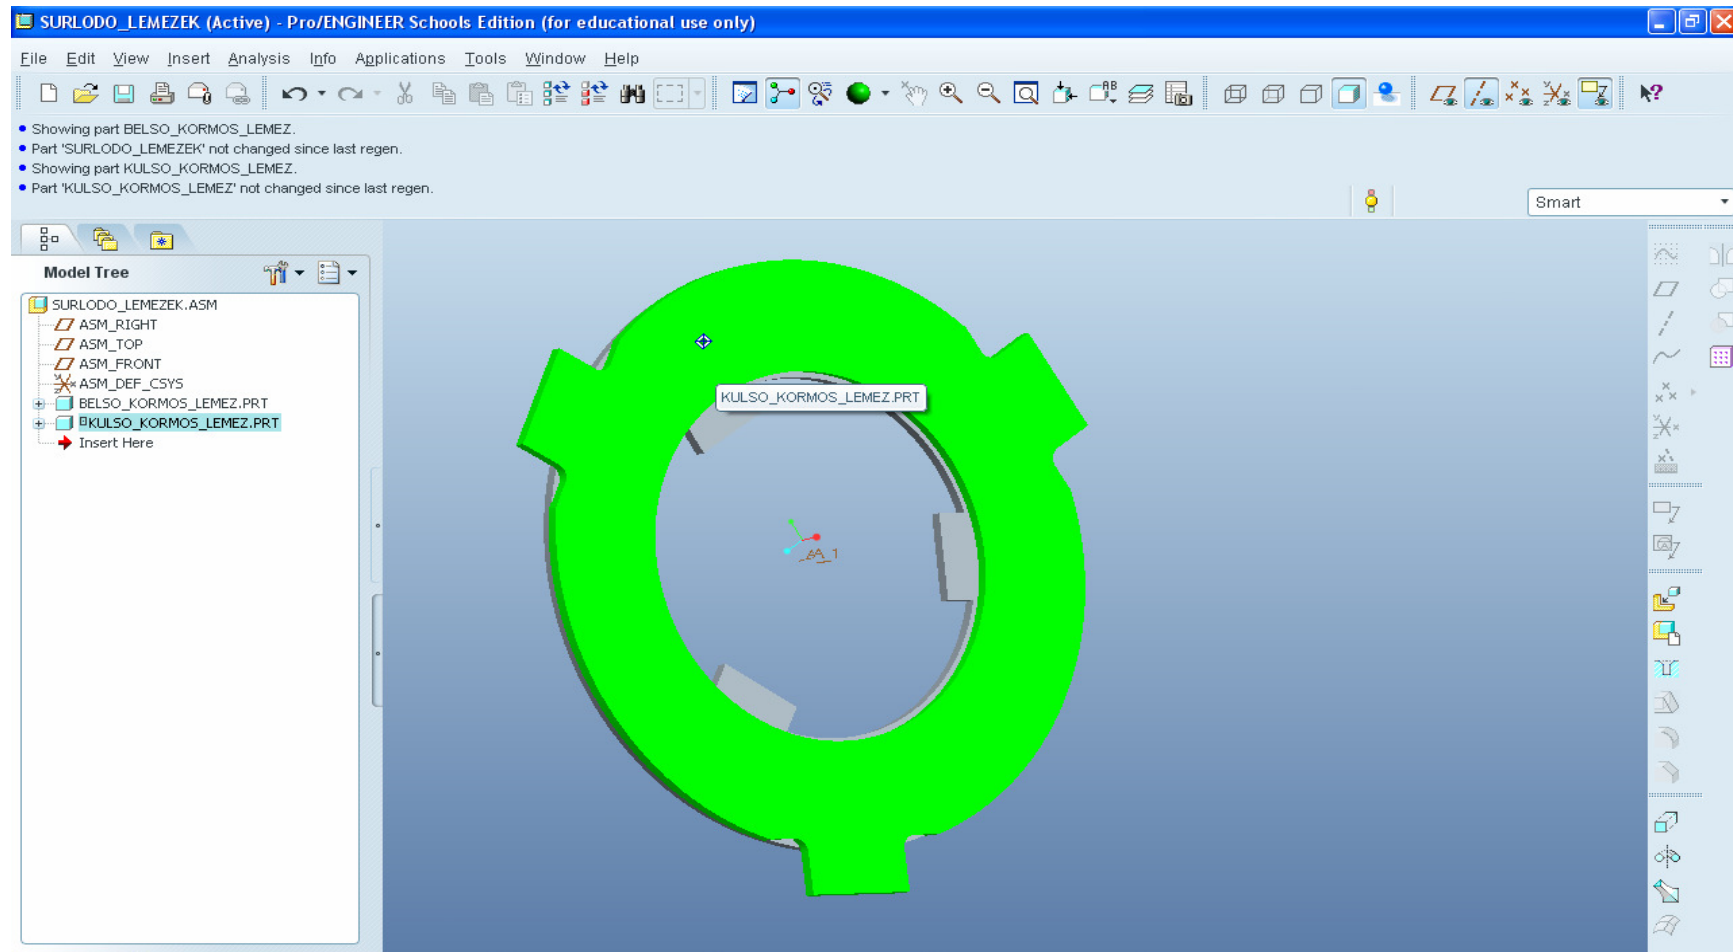 SURLODO_LEMEZEK (Active) - Pro/ENGINEER Schools Edition (for educational use only)
File Edit View Insert Analysis Info Applications Tools Window Help
Showing part BELSO_KORMOS_LEMEZ.
Part 'SURLODO_LEMEZEK' not changed since last regen.
Showing part KULSO_KORMOS_LEMEZ.
Part 'KULSO_KORMOS_LEMEZ' not changed since last regen.
Smart
Model Tree
SURLODO_LEMEZEK.ASM
ASM_RIGHT
ASM_TOP
ASM_FRONT
ASM_DEF_CSYS
BELSO_KORMOS_LEMEZ.PRT
KULSO_KORMOS_LEMEZ.PRT
Insert Here
KULSO_KORMOS_LEMEZ.PRT